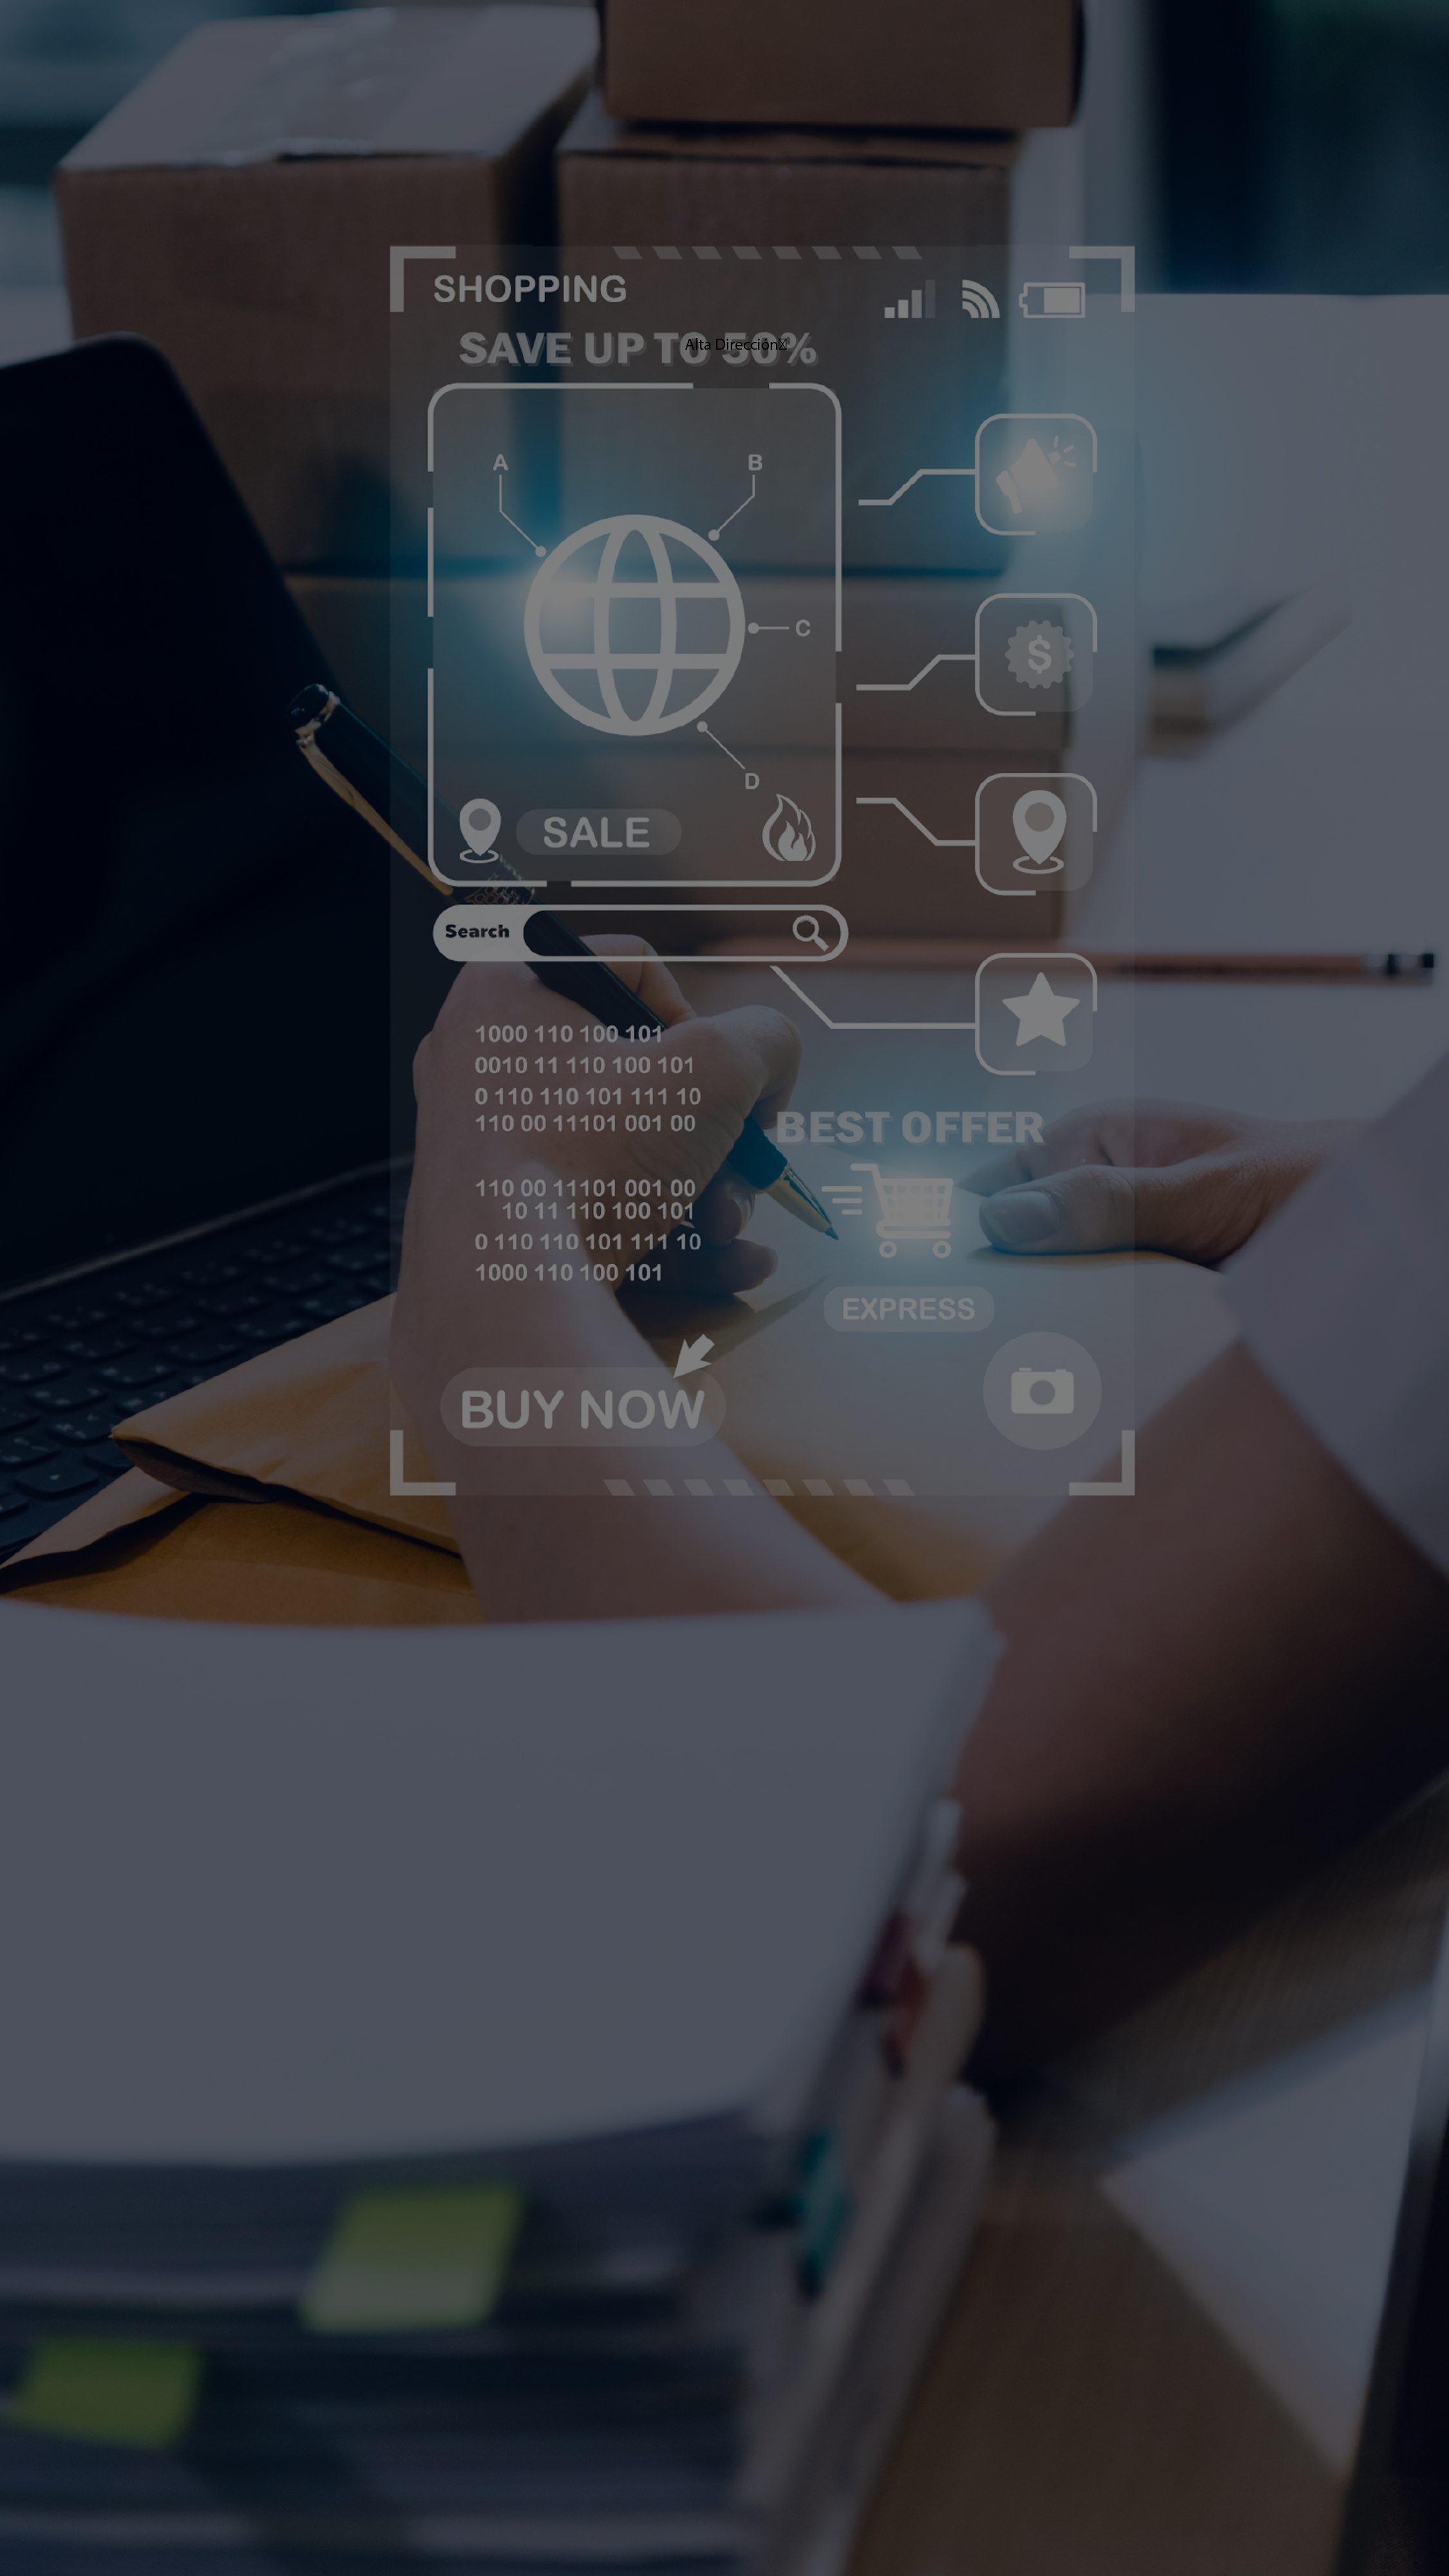 SHOPPING
SAVE UP TO 50%
Alta Dirección
A
B
C
$
D
SALE
Search
1000 110 100 101
0010 11 110 100 101
0 110 110 101 111 10
110 00 11101 001 00
BEST OFFER
110 00 11101 001 00
10 11 110 100 101
0 110 110 101 111 10
1000 110 100 101
EXPRESS
BUY NOW